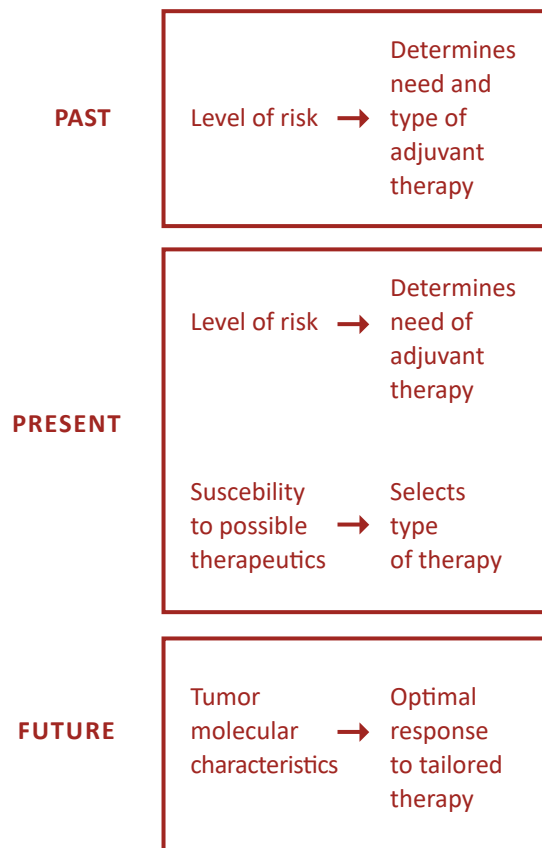 PAST
Level of risk →
Determines
need and
type of
adjuvant
therapy
PRESENT
Level of risk →
Determines
need of
adjuvant
therapy
Suscebility
to possible
therapeutics →
Selects
type
of therapy
FUTURE
Tumor
molecular
characteristics →
Optimal
response
to tailored
therapy